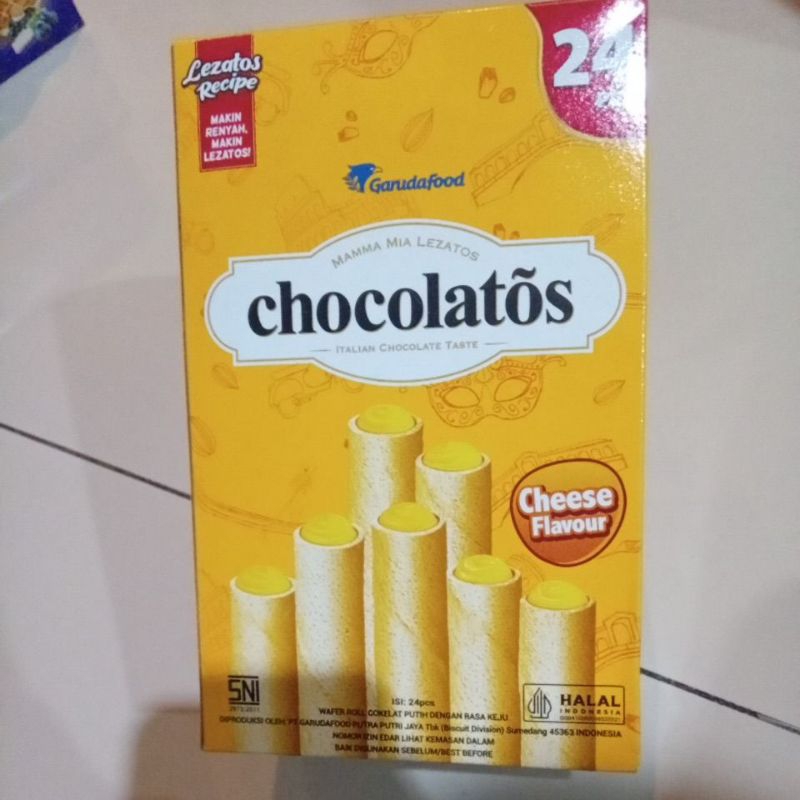 Lezatos
Recipe
MAKIN
RENYAH,
MAKIN
LEZATOS!
24
Garudafood
MAMMA MIA LEZATOS
chocolatõs
ITALIAN CHOCOLATE TASTE
Cheese
Flavour
SNI
ISI: 24pcs
WAFER ROLL COKELAT PUTIH DENGAN RASA KEJU
DIPRODUKSI OLEH: PT GARUDAFOOD PUTRA PUTRI JAYA Tbk (Biscuit Division) Sumedang 45363 INDONESIA
NOMOR IZIN EDAR LIHAT KEMASAN DALAM
BAIK DIGUNAKAN SEBELUM/BEST BEFORE
HALAL
INDONESIA